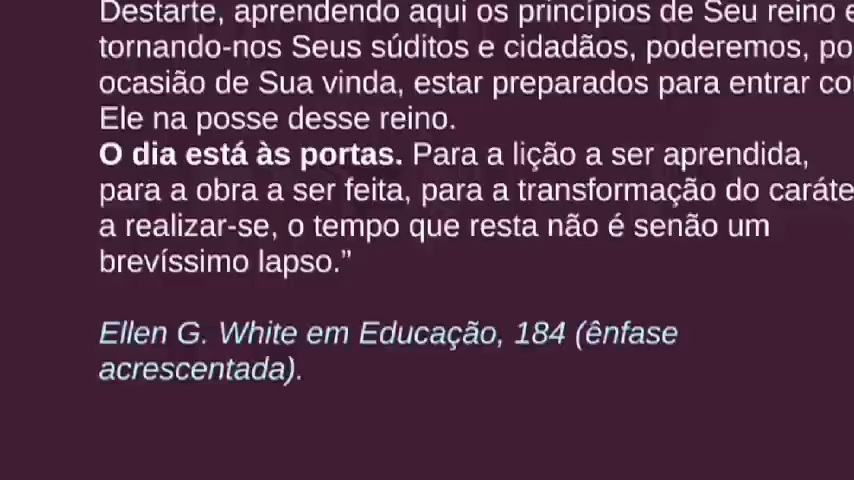 Destarte, aprendendo aqui os princípios de Seu reino e
tornando-nos Seus súditos e cidadãos, poderemos, po
ocasião de Sua vinda, estar preparados para entrar co
Ele na posse desse reino.
O dia está às portas. Para a lição a ser aprendida,
para a obra a ser feita, para a transformação do caráte
a realizar-se, o tempo que resta não é senão um
brevíssimo lapso.”
Ellen G. White em Educação, 184 (ênfase
acrescentada).